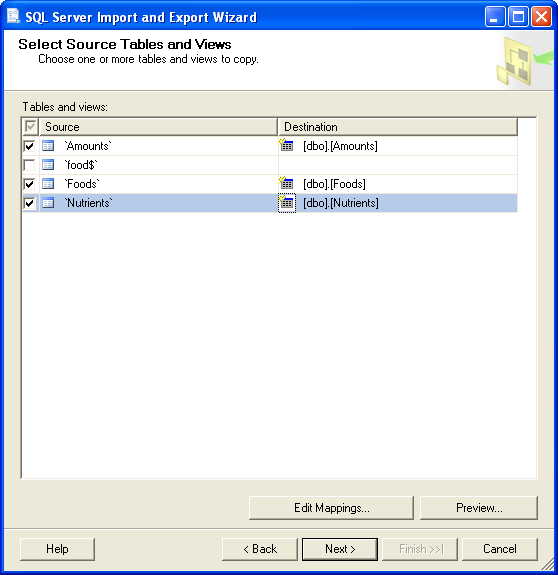 SQL Server Import and Export Wizard
Select Source Tables and Views
Choose one or more tables and views to copy.
Tables and views:
Source Destination
`Amounts` [dbo].[Amounts]
`food$`
`Foods` [dbo].[Foods]
`Nutrients` [dbo].[Nutrients]
Edit Mappings... Preview...
Help < Back Next > Finish >>| Cancel